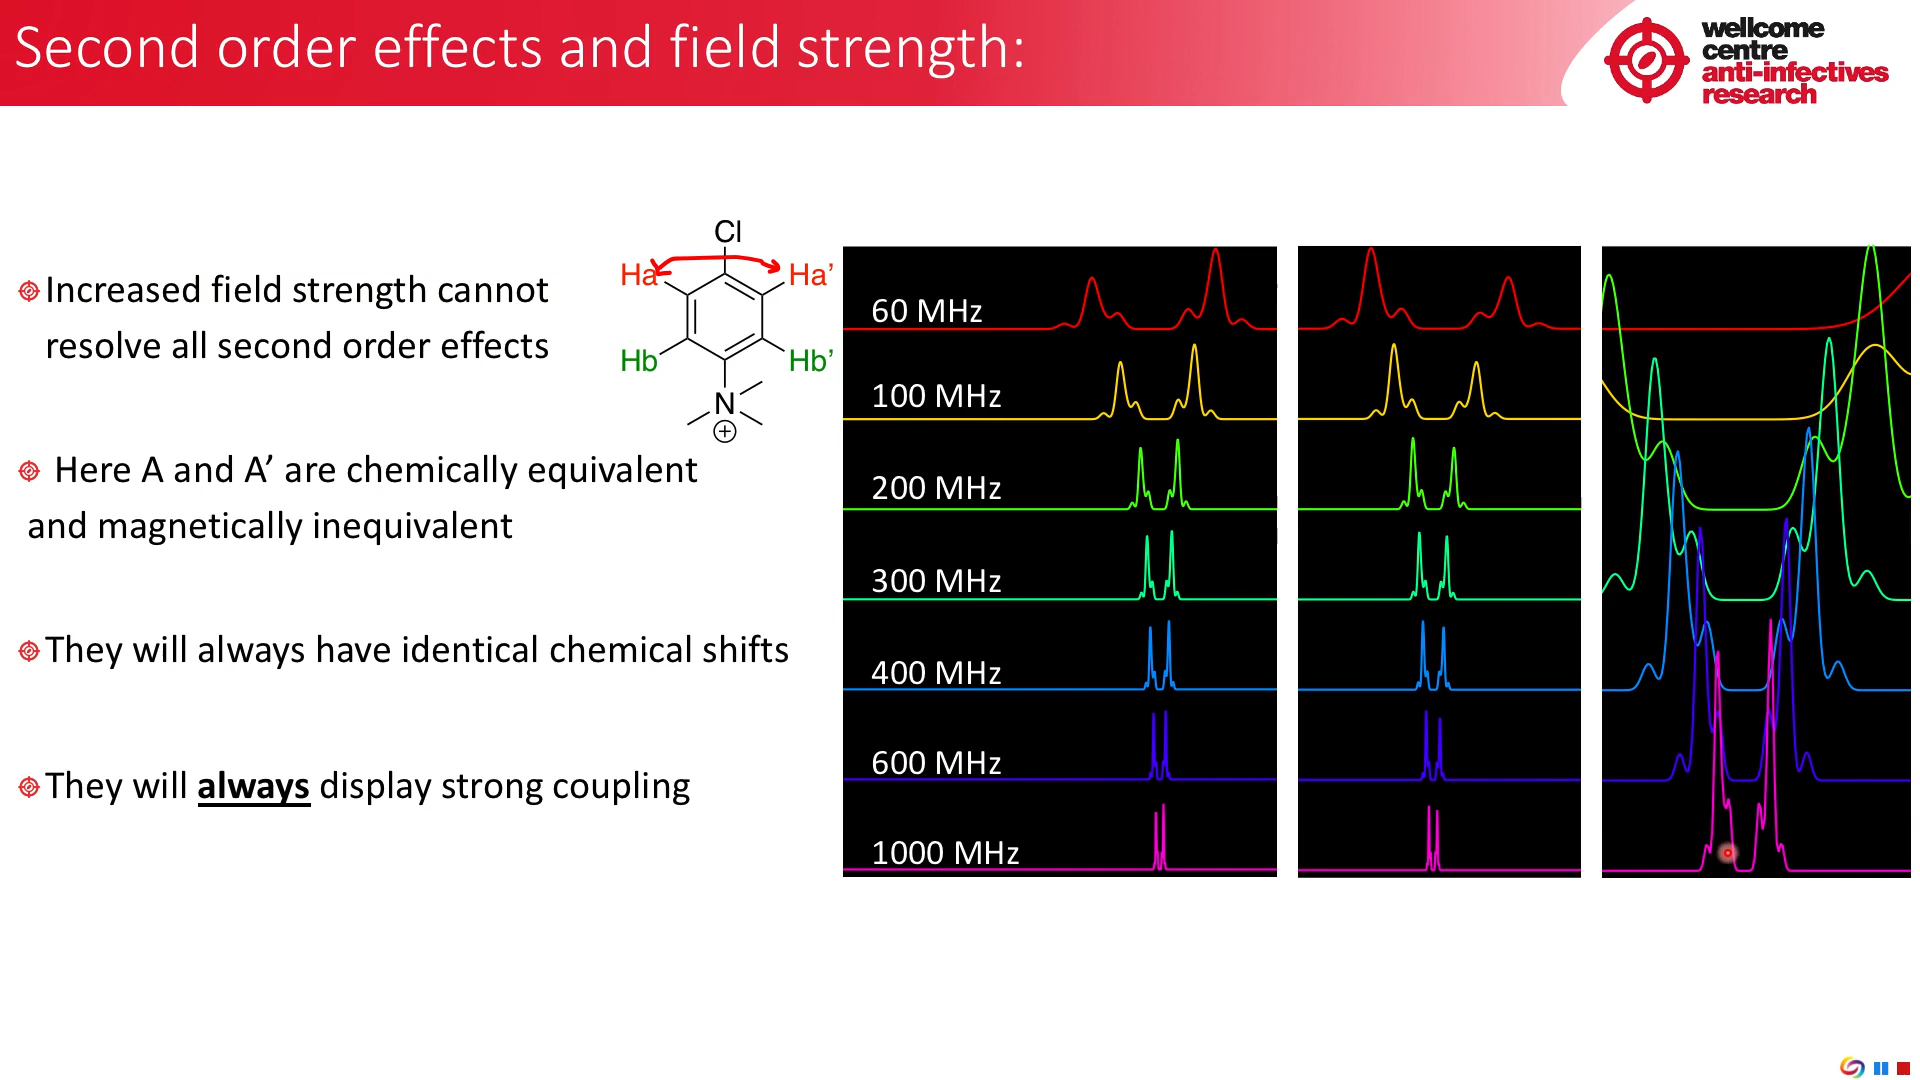 Second order effects and field strength:
wellcome
centre
anti-infectives
research
Increased field strength cannot
resolve all second order effects
Here A and A’ are chemically equivalent
and magnetically inequivalent
They will always have identical chemical shifts
They will always display strong coupling
Cl
Ha Ha’
Hb Hb’
N
+
60 MHz
100 MHz
200 MHz
300 MHz
400 MHz
600 MHz
1000 MHz